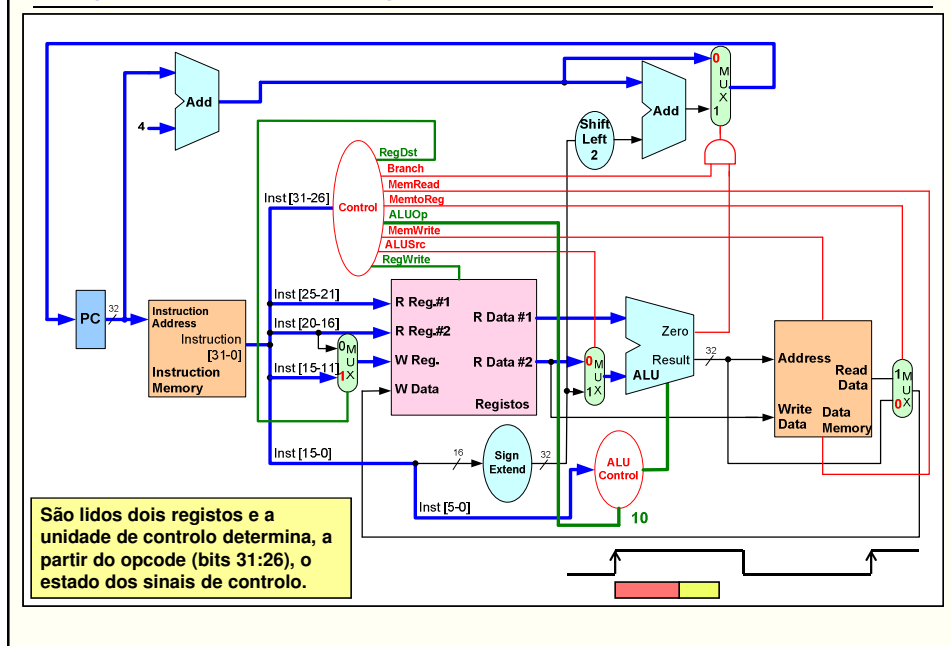 Add
4
0
M
U
X
1
Add
Shift
Left
2
RegDst
Branch
MemRead
MemtoReg
ALUOp
MemWrite
ALUSrc
RegWrite
Inst [31-26]
Control
PC
32
Instruction
Address
Instruction
[31-0]
Instruction
Memory
Inst [25-21]
Inst [20-16]
Inst [15-11]
0
M
U
X
1
R Reg.#1
R Reg.#2
W Reg.
W Data
R Data #1
R Data #2
Registos
0
M
U
X
1
Zero
Result
ALU
32
Address
Read
Data
Write
Data
Data
Memory
1
M
U
X
0
Inst [15-0]
16
Sign
Extend
32
ALU
Control
Inst [5-0]
10
São lidos dois registos e a
unidade de controlo determina, a
partir do opcode (bits 31:26), o
estado dos sinais de controlo.